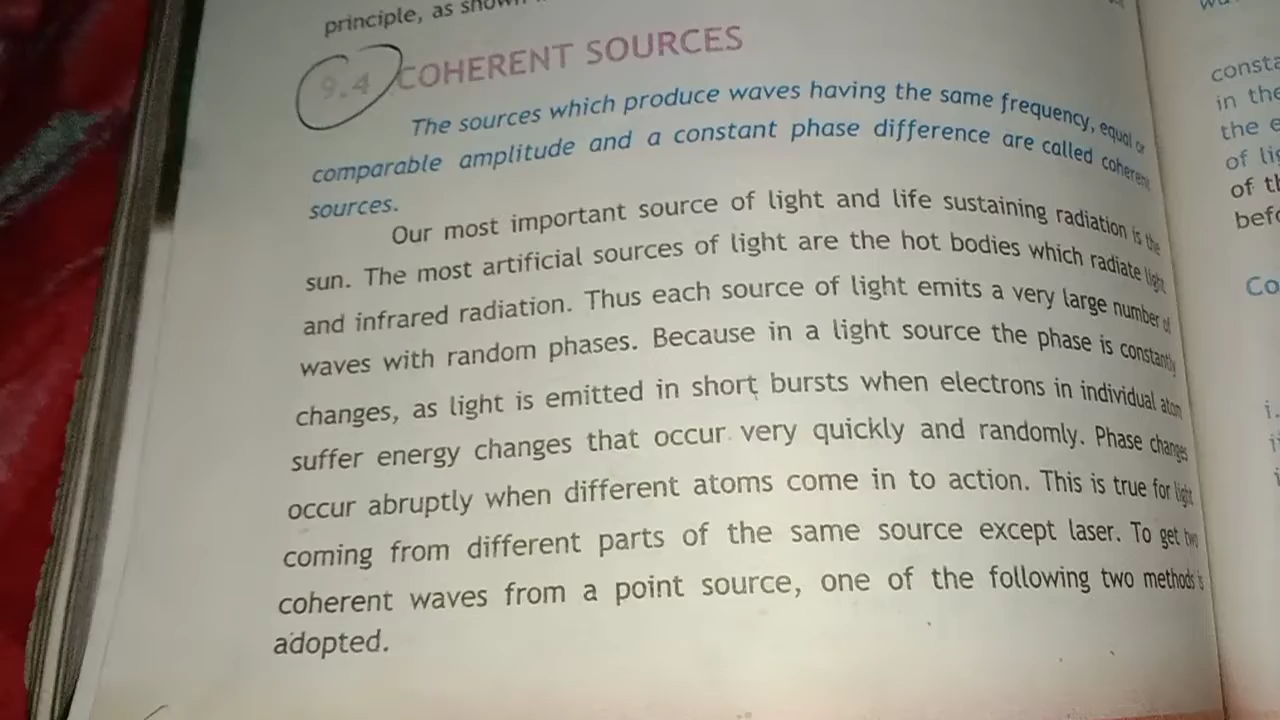 principle, as shown
9.4 COHERENT SOURCES
The sources which produce waves having the same frequency, equal or
comparable amplitude and a constant phase difference are called coherent
sources.
Our most important source of light and life sustaining radiation is the
sun. The most artificial sources of light are the hot bodies which radiate light
and infrared radiation. Thus each source of light emits a very large number of
waves with random phases. Because in a light source the phase is constantly
changes, as light is emitted in short bursts when electrons in individual atom
suffer energy changes that occur very quickly and randomly. Phase changes
occur abruptly when different atoms come in to action. This is true for light
coming from different parts of the same source except laser. To get two
coherent waves from a point source, one of the following two methods is
adopted.
in the
the
of
of
Co
i.